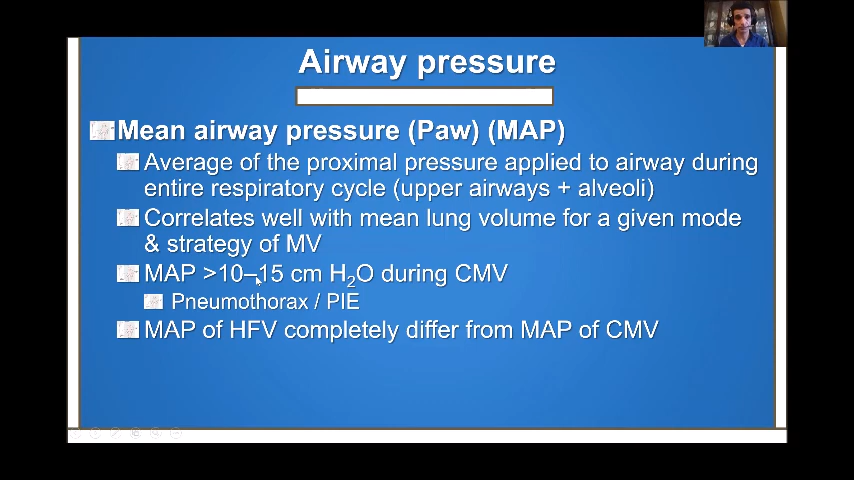 Airway pressure
Mean airway pressure (Paw) (MAP)
Average of the proximal pressure applied to airway during
entire respiratory cycle (upper airways + alveoli)
Correlates well with mean lung volume for a given mode
& strategy of MV
MAP >10–15 cm H₂O during CMV
Pneumothorax / PIE
MAP of HFV completely differ from MAP of CMV